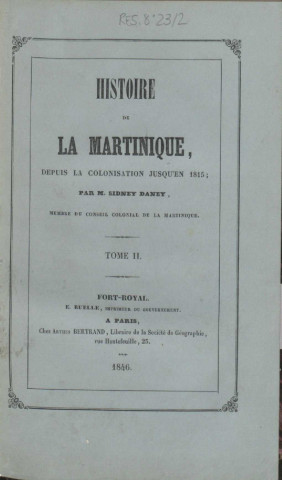 RES. 8° 23/2
HISTOIRE
DE
LA MARTINIQUE,
DEPUIS LA COLONISATION JUSQU'EN 1815;
PAR M. SIDNEY DANEY,
MEMBRE DU CONSEIL COLONIAL DE LA MARTINIQUE.
TOME II.
FORT-ROYAL.
E. RUELLE, IMPRIMEUR DU GOUVERNEMENT.
A PARIS,
Chez ARTHUS BERTRAND, Libraire de la Société de Géographie,
rue Hautefeuille, 23.
1846.